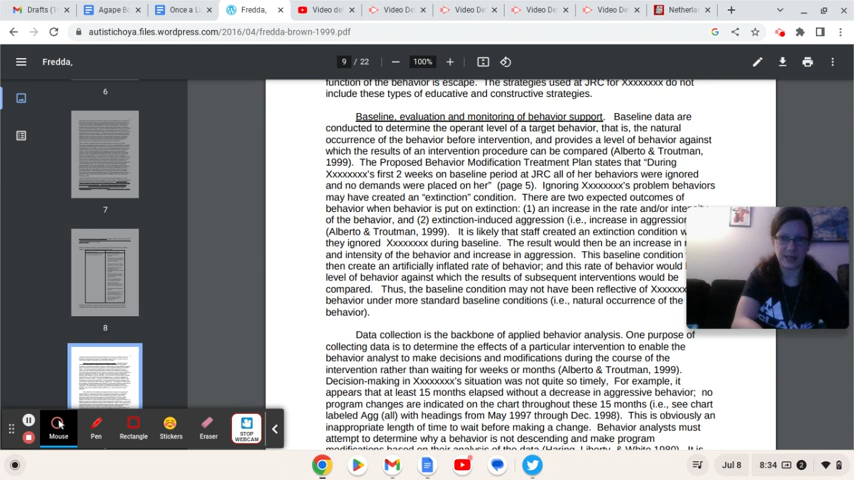 Drafts (1
Agape Bo
Once a Li
Fredda,
Video def
Video De
Video De
Video De
Video De
Netherlan
autistichoya.files.wordpress.com/2016/04/fredda-brown-1999.pdf
Fredda,
9 / 22
100%
6
7
8
function of the behavior is escape. The strategies used at JRC for Xxxxxxxx do not
include these types of educative and constructive strategies.
Baseline, evaluation and monitoring of behavior support. Baseline data are
conducted to determine the operant level of a target behavior, that is, the natural
occurrence of the behavior before intervention, and provides a level of behavior against
which the results of an intervention procedure can be compared (Alberto & Troutman,
1999). The Proposed Behavior Modification Treatment Plan states that “During
Xxxxxxxx's first 2 weeks on baseline period at JRC all of her behaviors were ignored
and no demands were placed on her” (page 5). Ignoring Xxxxxxxx's problem behaviors
may have created an “extinction” condition. There are two expected outcomes of
behavior when behavior is put on extinction: (1) an increase in the rate and/or
of the behavior, and (2) extinction-induced aggression (i.e., increase in
(Alberto & Troutman, 1999). It is likely that staff created an extinction condition
they ignored Xxxxxxxx during baseline. The result would then be an increase in
and intensity of the behavior and increase in aggression. This baseline condition
then create an artificially inflated rate of behavior; and this rate of behavior would
level of behavior against which the results of subsequent interventions would be
compared. Thus, the baseline condition may not have been reflective of
behavior under more standard baseline conditions (i.e., natural occurrence of the
behavior).
Data collection is the backbone of applied behavior analysis. One purpose of
collecting data is to determine the effects of a particular intervention to enable the
behavior analyst to make decisions and modifications during the course of the
intervention rather than waiting for weeks or months (Alberto & Troutman, 1999).
Decision-making in Xxxxxxxx's situation was not quite so timely, For example, it
appears that at least 15 months elapsed without a decrease in aggressive behavior; no
program changes are indicated on the chart throughout these 15 months (i.e., see chart
labeled Agg (all) with headings from May 1997 through Dec. 1998). This is obviously an
inappropriate length of time to wait before making a change. Behavior analysts must
attempt to determine why a behavior is not descending and make program
modifications based on their analysis of the data (Haring, Liberty, & White 1980). It is
Mouse
Pen
Rectangle
Stickers
Eraser
STOP
WEBCAM
Jul 8
8:34
2